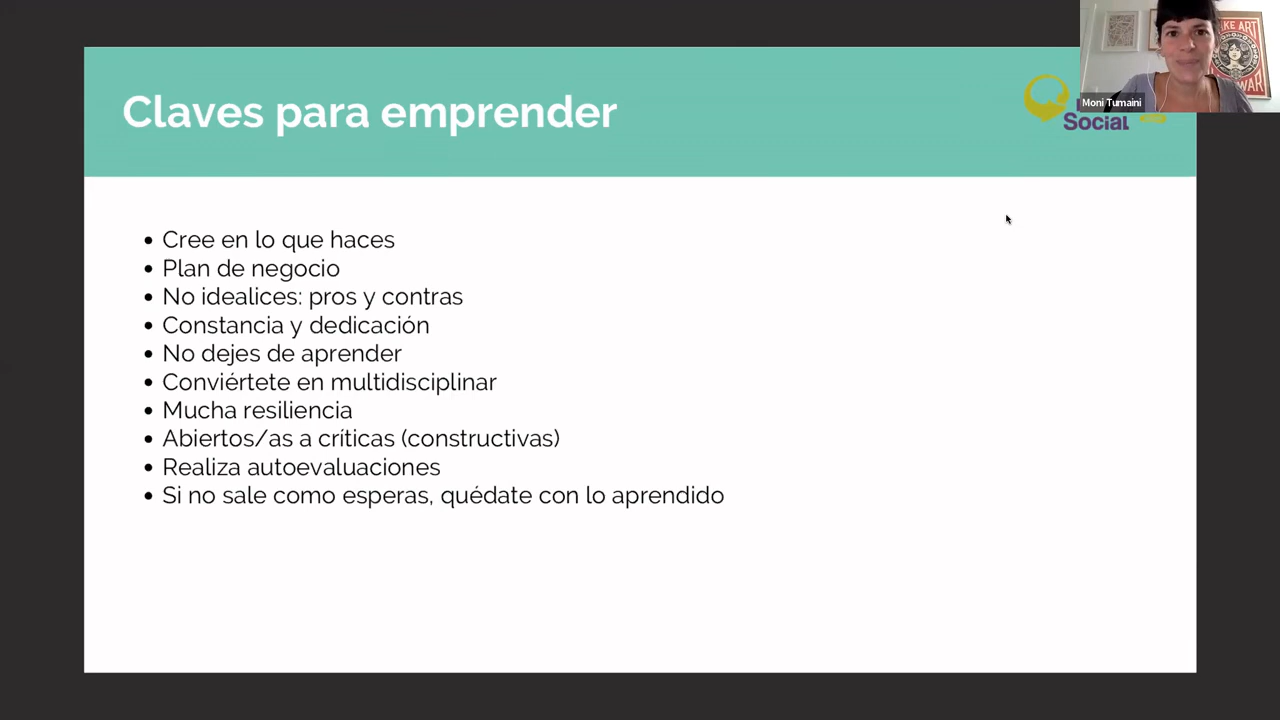 Claves para emprender
Moni Tumaini
Social
• Cree en lo que haces
• Plan de negocio
• No idealices: pros y contras
• Constancia y dedicación
• No dejes de aprender
• Conviértete en multidisciplinar
• Mucha resiliencia
• Abiertos/as a críticas (constructivas)
• Realiza autoevaluaciones
• Si no sale como esperas, quédate con lo aprendido
ART
WAR